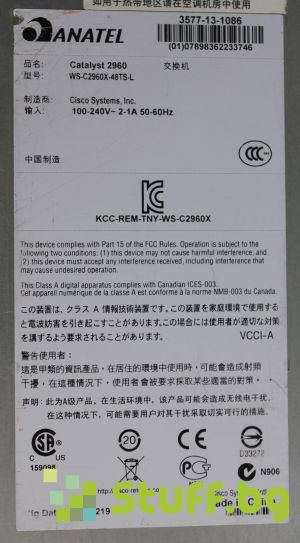 用於热带地区请在空调机房中使用
ANATEL
3577-13-1086
(01)07898362233746
名称: Catalyst 2960 交换机
型号: WS-C2960X-48TS-L
制造商: Cisco Systems, Inc.
输入: 100-240V~ 2-1A 50-60Hz
中国制造
CCC
KCC-REM-TNY-WS-C2960X
This device complies with Part 15 of the FCC Rules. Operation is subject to the
following two conditions: (1) this device may not cause harmful interference, and
(2) this device must accept any interference received, including interference that
may cause undesired operation.
This Class A digital apparatus complies with Canadian ICES-003.
Cet appareil numérique de la classe A est conforme à la norme NMB-003 du Canada.
この装置は、クラス A 情報技術装置です。この装置を家庭環境で使用す
ると電波妨害を引き起こすことがあります。この場合には使用者が適切な対策
を講ずるよう要求されることがあります。
VCCI-A
警告使用者:
這是甲類的資訊產品，在居住的環境中使用時，可能會造成射頻
干擾，在這種情況下，使用者會被要求採取某些適當的對策。
声明: 此为A级产品，在生活环境中，该产品可能会造成无线电干扰，
在这种情况下，可能需要用户对其干扰采取切实可行的措施。
159098
20
D33272
N906
219
stuff.bg